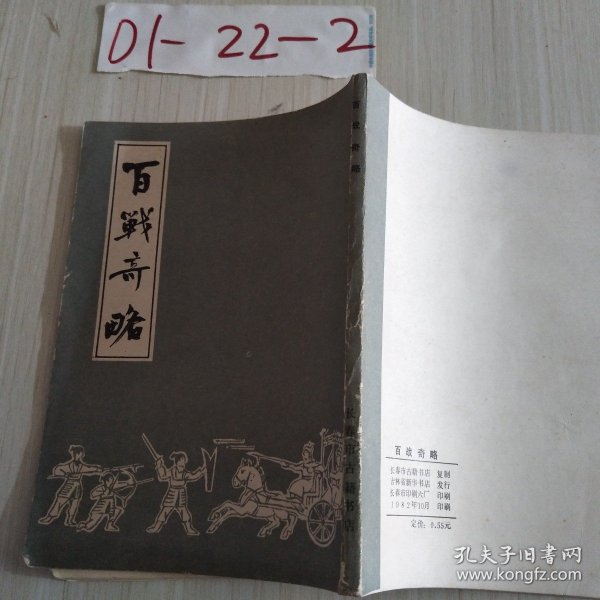 01-22-2
百戰奇略
百战奇略
长春市古籍书店
百战奇略
长春市古籍书店 复制
吉林省新华书店 发行
长春市印刷六厂 印刷
1982年10月 印刷
定价: 0.55元
孔夫子旧书网
www.kongfz.com